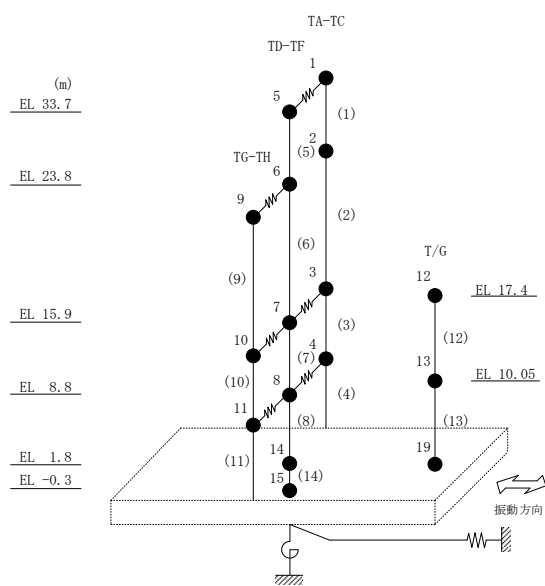 TA-TC
TD-TF
(m)
1
EL 33.7
5
(1)
2
(5)
TG-TH
EL 23.8
6
9
(2)
T/G
(6)
(9)
3
12
EL 17.4
EL 15.9
7
(3)
(12)
10
(7)
4
13
EL 10.05
(10)
EL 8.8
8
(4)
11
(8)
(13)
14
19
(11)
EL 1.8
(14)
15
EL -0.3
振動方向